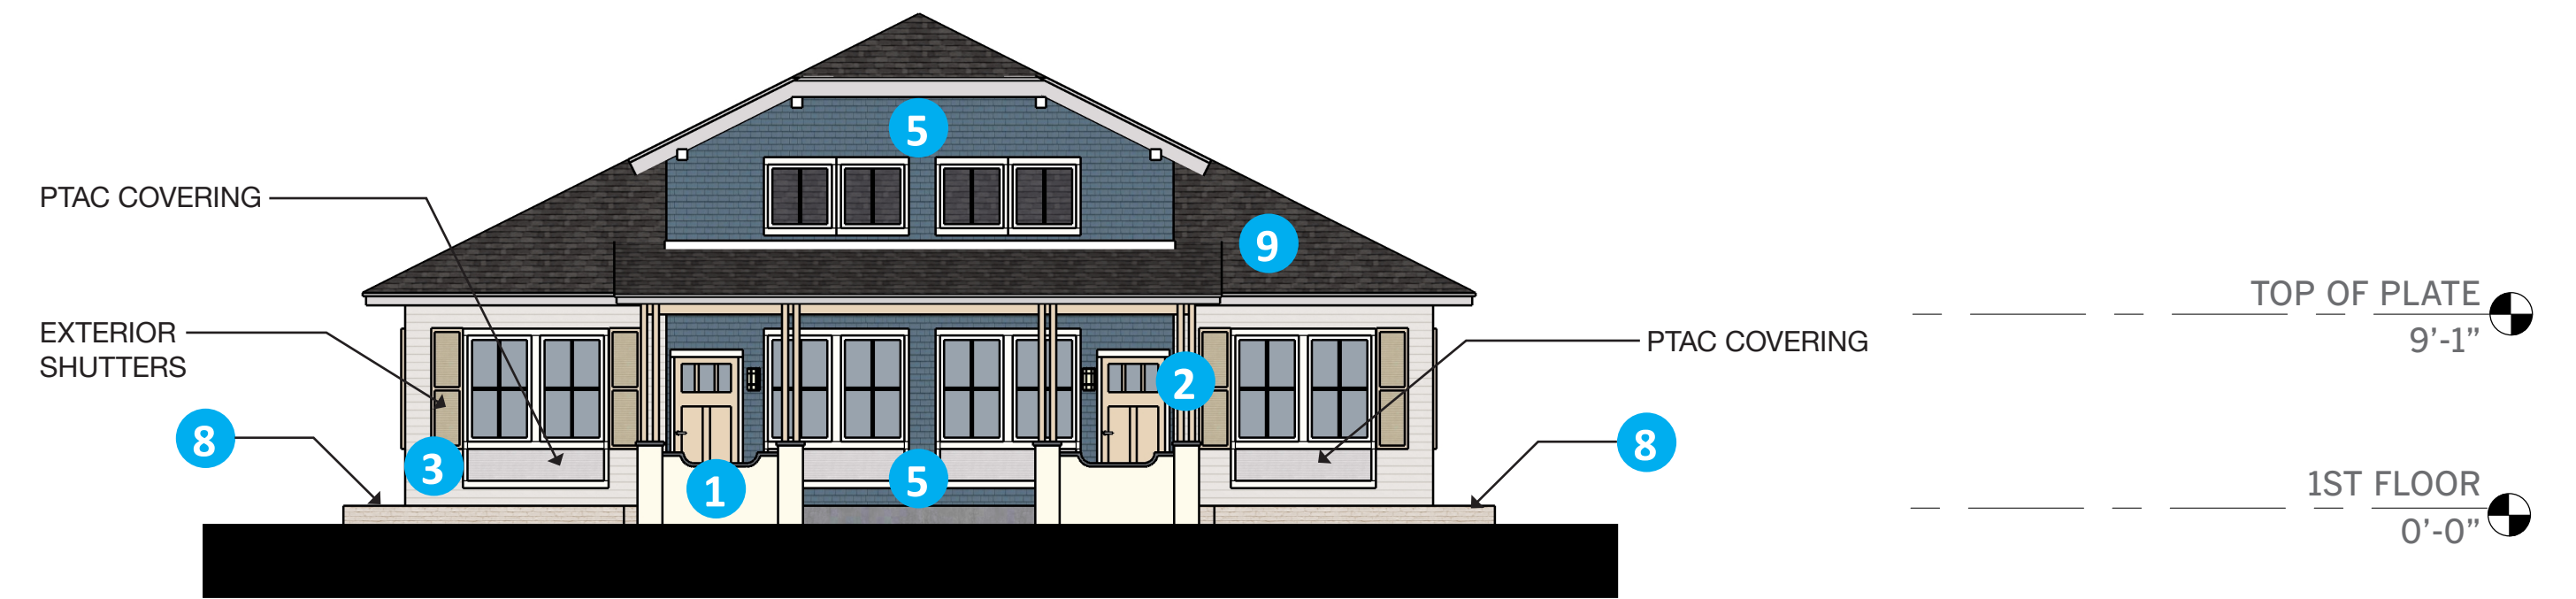 5
PTAC COVERING
9
TOP OF PLATE
9’-1”
EXTERIOR
SHUTTERS
PTAC COVERING
2
8
8
3
5
1
1ST FLOOR
0’-0”